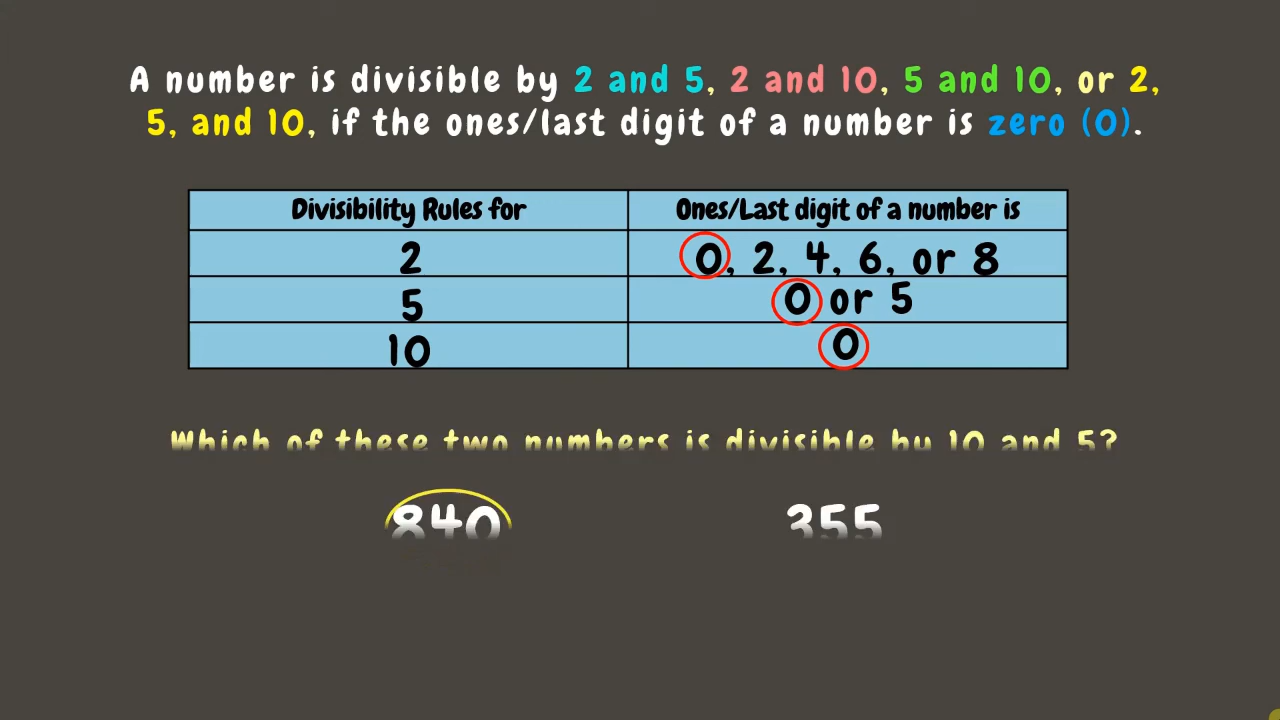 A number is divisible by 2 and 5, 2 and 10, 5 and 10, or 2,
5, and 10, if the ones/last digit of a number is zero (0).
Divisibility Rules for Ones/Last digit of a number is
2 0, 2, 4, 6, or 8
5 0 or 5
10 0
Which of these two numbers is divisible by 10 and 5?
840 355